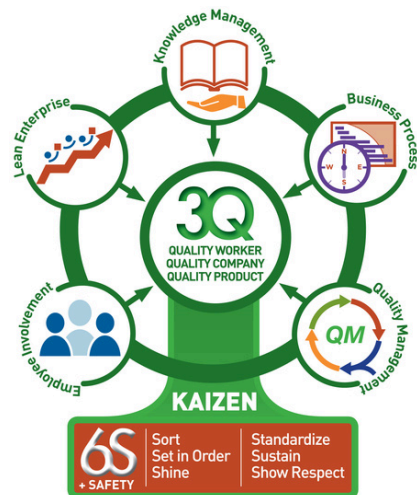 Knowledge Management
Lean Enterprise
Business Process
N
W E
S
3Q
QUALITY WORKER
QUALITY COMPANY
QUALITY PRODUCT
Employee Involvement
QM
Quality Management
KAIZEN
6S
+ SAFETY
Sort
Set in Order
Shine
Standardize
Sustain
Show Respect